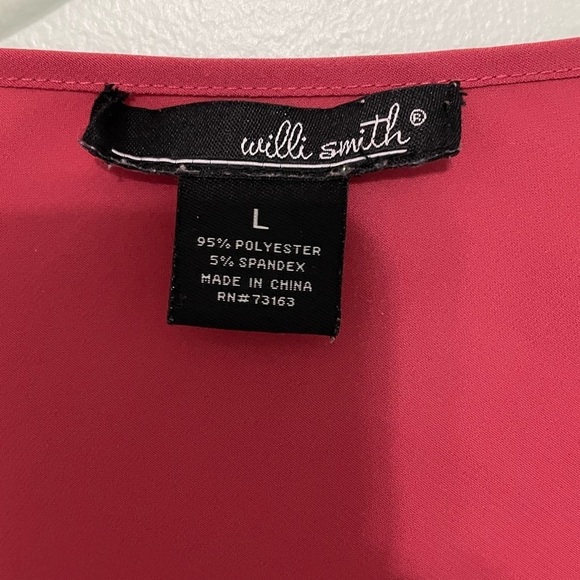 willi smith®
L
95% POLYESTER
5% SPANDEX
MADE IN CHINA
RN#73163